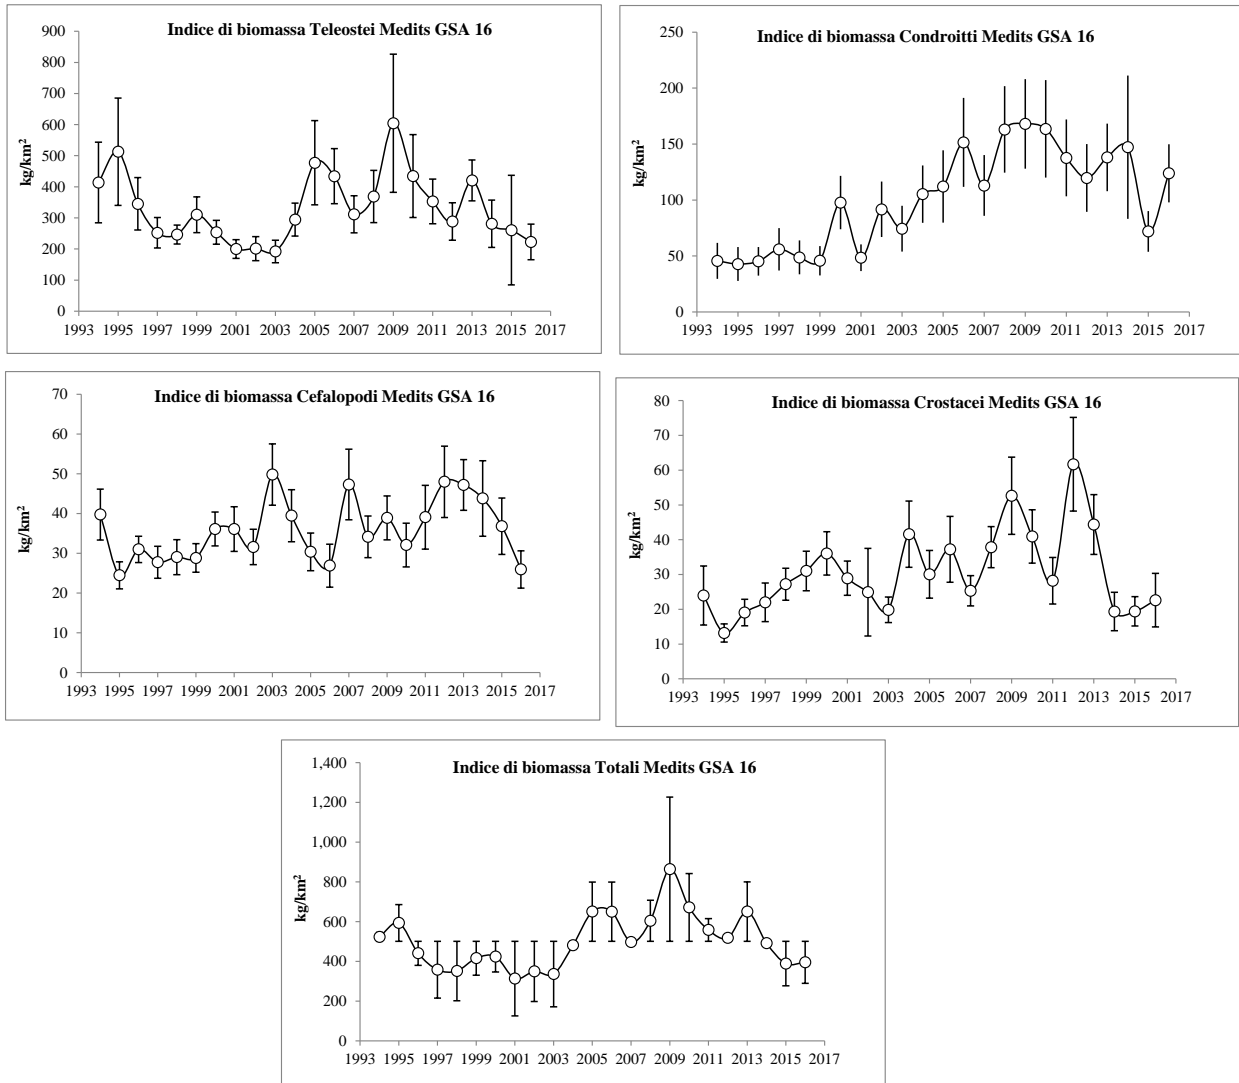 Indice di biomassa Teleostei Medits GSA 16
kg/km²
900
800
700
600
500
400
300
200
100
0
1993 1995 1997 1999 2001 2003 2005 2007 2009 2011 2013 2015 2017
Indice di biomassa Condroitti Medits GSA 16
kg/km²
250
200
150
100
50
0
1993 1995 1997 1999 2001 2003 2005 2007 2009 2011 2013 2015 2017
Indice di biomassa Cefalopodi Medits GSA 16
kg/km²
70
60
50
40
30
20
10
0
1993 1995 1997 1999 2001 2003 2005 2007 2009 2011 2013 2015 2017
Indice di biomassa Crostacei Medits GSA 16
kg/km²
80
70
60
50
40
30
20
10
0
1993 1995 1997 1999 2001 2003 2005 2007 2009 2011 2013 2015 2017
Indice di biomassa Totali Medits GSA 16
kg/km²
1,400
1,200
1,000
800
600
400
200
0
1993 1995 1997 1999 2001 2003 2005 2007 2009 2011 2013 2015 2017